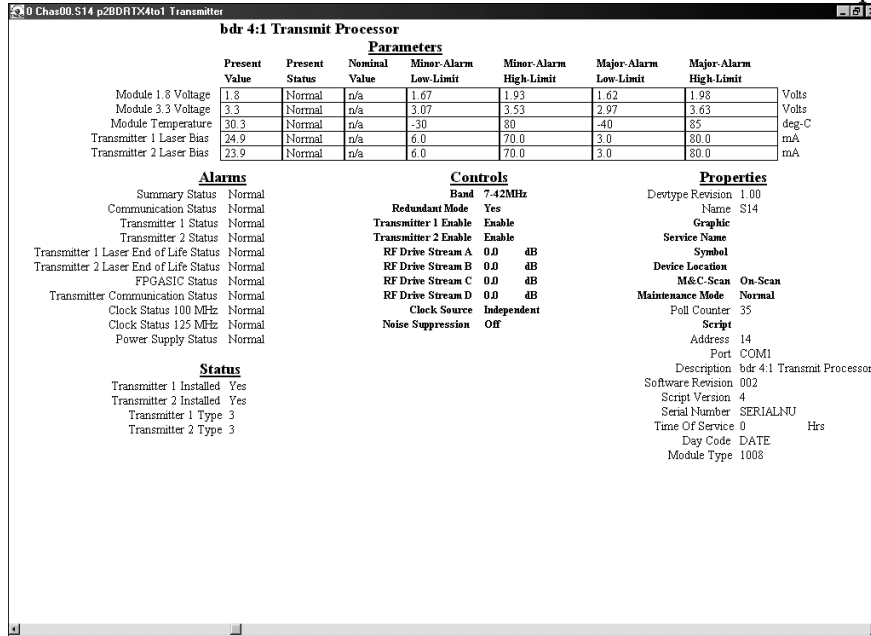 0 Chas00.S14 p2BDRTX4to1 Transmitter
bdr 4:1 Transmit Processor
Parameters
Present Present Nominal Minor-Alarm Minor-Alarm Major-Alarm Major-Alarm
Value Status Value Low-Limit High-Limit Low-Limit High-Limit
Module 1.8 Voltage 1.8 Normal n/a 1.67 1.93 1.62 1.98 Volts
Module 3.3 Voltage 3.3 Normal n/a 3.07 3.53 2.97 3.63 Volts
Module Temperature 30.3 Normal n/a -30 80 -40 85 deg-C
Transmitter 1 Laser Bias 24.9 Normal n/a 6.0 70.0 3.0 80.0 mA
Transmitter 2 Laser Bias 23.9 Normal n/a 6.0 70.0 3.0 80.0 mA
Alarms
Summary Status Normal
Communication Status Normal
Transmitter 1 Status Normal
Transmitter 2 Status Normal
Transmitter 1 Laser End of Life Status Normal
Transmitter 2 Laser End of Life Status Normal
FPGASIC Status Normal
Transmitter Communication Status Normal
Clock Status 100 MHz Normal
Clock Status 125 MHz Normal
Power Supply Status Normal
Status
Transmitter 1 Installed Yes
Transmitter 2 Installed Yes
Transmitter 1 Type 3
Transmitter 2 Type 3
Controls
Band 7-42MHz
Redundant Mode Yes
Transmitter 1 Enable Enable
Transmitter 2 Enable Enable
RF Drive Stream A 0.0 dB
RF Drive Stream B 0.0 dB
RF Drive Stream C 0.0 dB
RF Drive Stream D 0.0 dB
Clock Source Independent
Noise Suppression Off
Properties
Devtype Revision 1.00
Name S14
Graphic
Service Name
Symbol
Device Location
M&C-Scan On-Scan
Maintenance Mode Normal
Poll Counter 35
Script
Address 14
Port COM1
Description bdr 4:1 Transmit Processor
Software Revision 002
Script Version 4
Serial Number SERIALNU
Time Of Service 0 Hrs
Day Code DATE
Module Type 1008